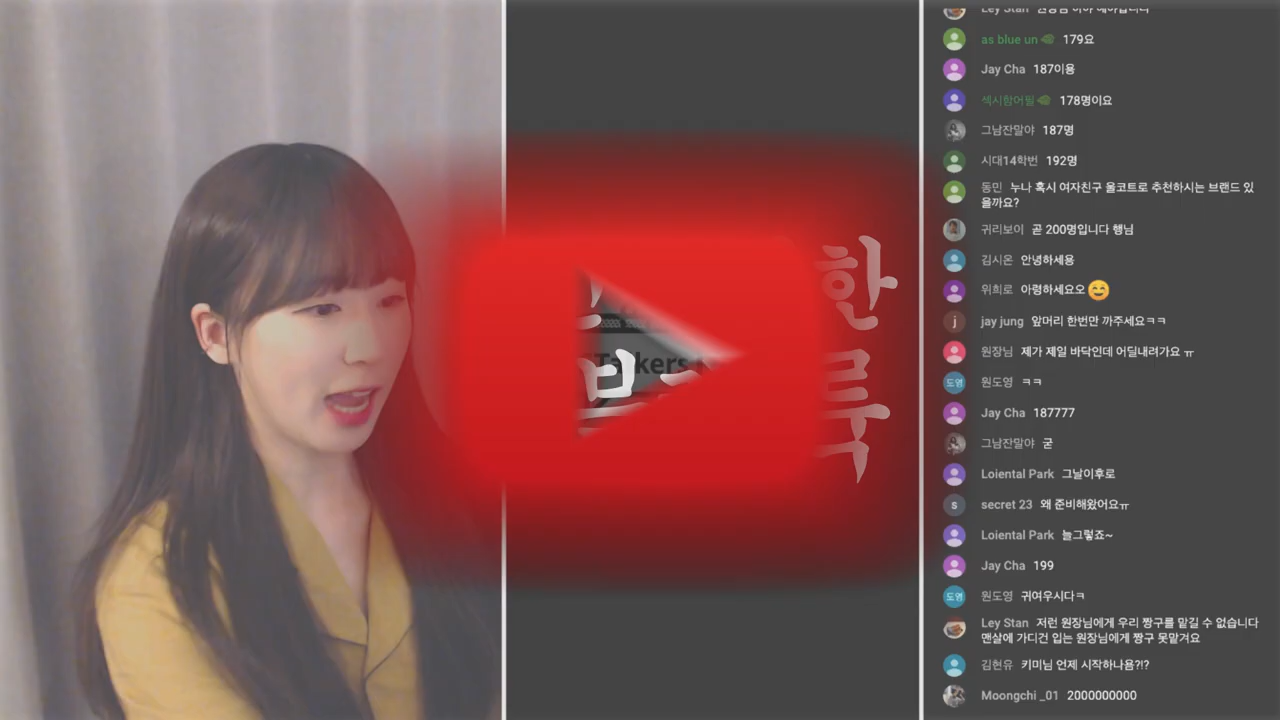 Ley Stan
as blue un 179요
Jay Cha 187이용
섹시함어필 178명이요
그남잔말야 187명
시대14학번 192명
동민 누나 혹시 여자친구 울코트로 추천하시는 브랜드 있
을까요?
귀리보이 곧 200명입니다 행님
김시온 안녕하세용
위희로 아령하세요오
jay jung 앞머리 한번만 까주세요ㅋㅋ
원장님 제가 제일 바닥인데 어딜내려가요 ㅠ
도영 원도영 ㅋㅋ
Jay Cha 187777
그남잔말야 굳
Loiental Park 그날이후로
secret 23 왜 준비해왔어요ㅠ
Loiental Park 늘그렇죠~
Jay Cha 199
도영 원도영 귀여우시다ㅋ
Ley Stan 저런 원장님에게 우리 짱구를 맡길 수 없습니다
맨살에 가디건 입는 원장님에게 짱구 못맡겨요
김현유 키미님 언제 시작하나욤?!?
Moongchi _01 2000000000
한
룩
브